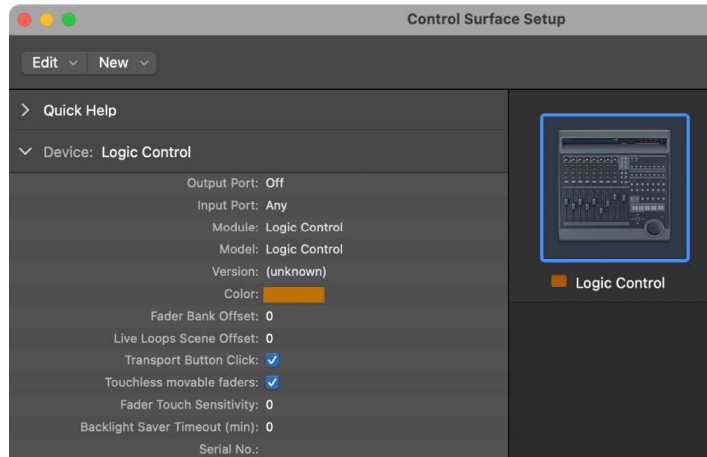 Control Surface Setup
Edit New
Quick Help
Device: Logic Control
Output Port: Off
Input Port: Any
Module: Logic Control
Model: Logic Control
Version: (unknown)
Color:
Fader Bank Offset: 0
Live Loops Scene Offset: 0
Transport Button Click:
Touchless movable faders:
Fader Touch Sensitivity: 0
Backlight Saver Timeout (min): 0
Serial No.:
Logic Control